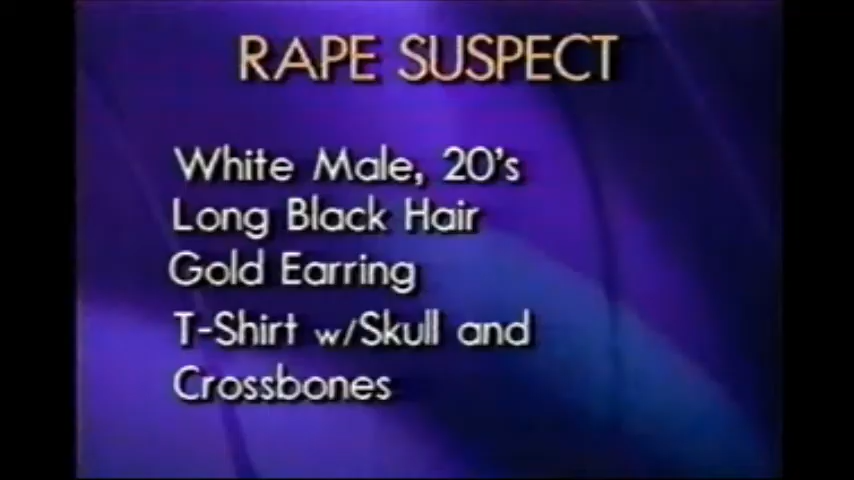 RAPE SUSPECT
White Male, 20's
Long Black Hair
Gold Earring
T-Shirt w/Skull and
Crossbones